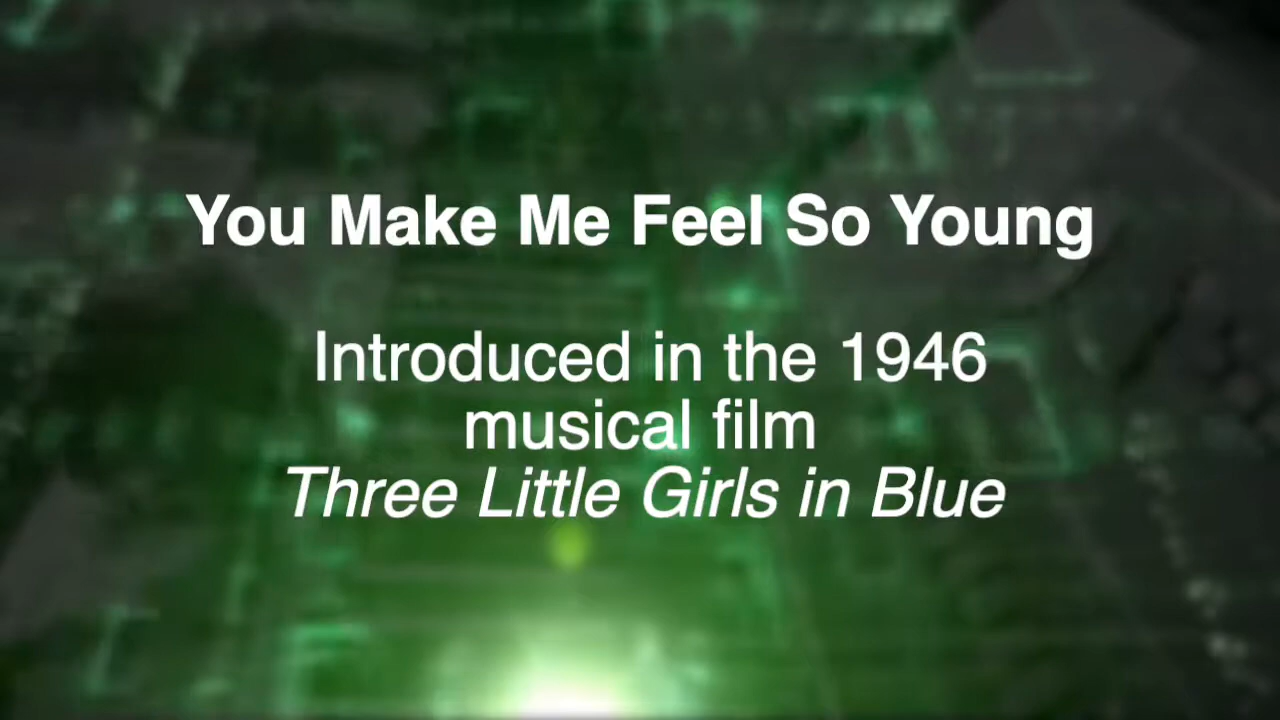 You Make Me Feel So Young
Introduced in the 1946
musical film
Three Little Girls in Blue